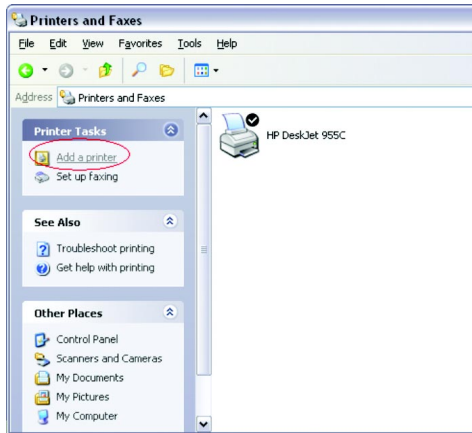 Printers and Faxes
File Edit View Favorites Tools Help
Address Printers and Faxes
Printer Tasks
Add a printer
Set up faxing
See Also
Troubleshoot printing
Get help with printing
Other Places
Control Panel
Scanners and Cameras
My Documents
My Pictures
My Computer
HP DeskJet 955C